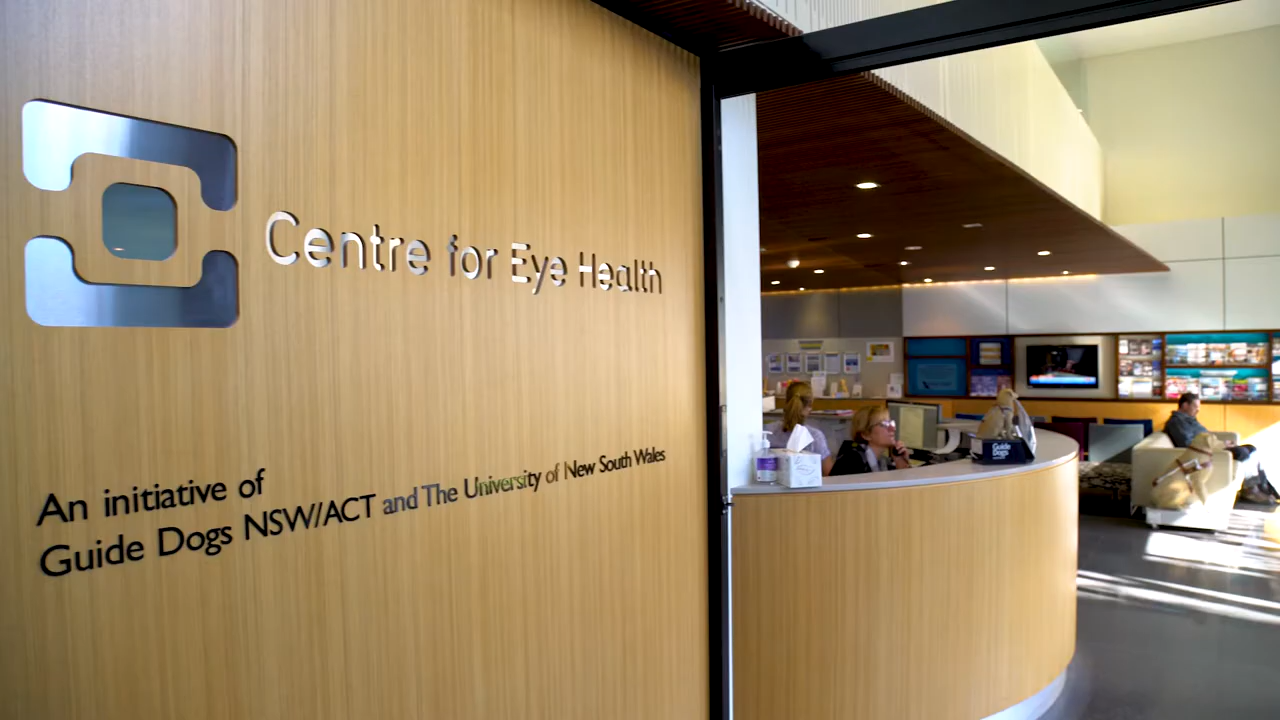 Centre for Eye Health
An initiative of
Guide Dogs NSW/ACT and The University of New South Wales
Guide
Dogs